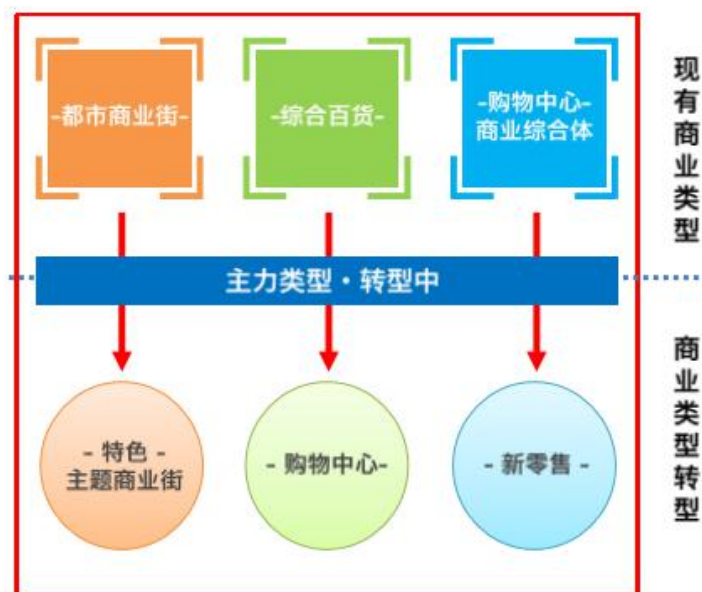 -都市商业街-
-综合百货-
-购物中心-
商业综合体
现有商业类型
主力类型·转型中
- 特色 -
主题商业街
- 购物中心-
- 新零售 -
商业类型转型